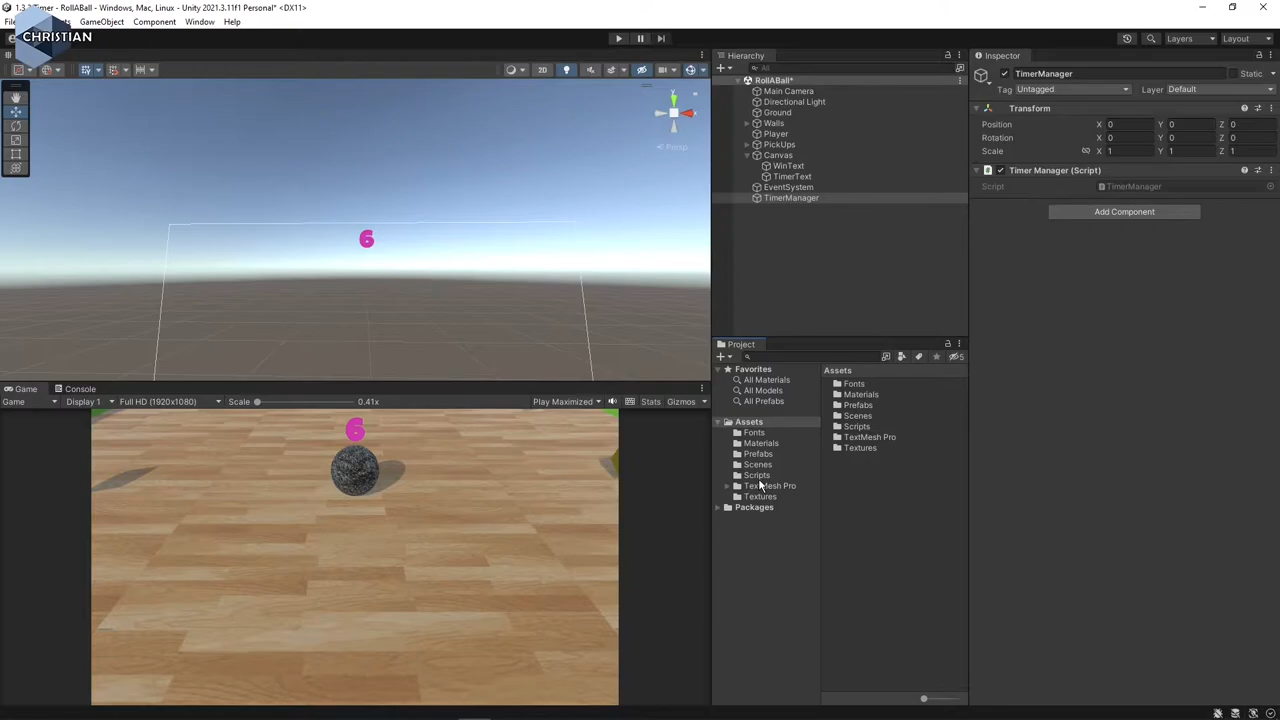 1.3.2 Timer - RollABall - Windows, Mac, Linux - Unity 2021.3.11f1 Personal* <DX11>
GameObject Component Window Help
CHRISTIAN
Layers Layout
Hierarchy
Inspector
2D
All
RollABall*
Main Camera
Directional Light
Ground
Walls
Player
PickUps
Canvas
WinText
TimerText
EventSystem
TimerManager
TimerManager Static
Tag Untagged Layer Default
Transform
Position X 0 Y 0 Z 0
Rotation X 0 Y 0 Z 0
Scale X 1 Y 1 Z 1
Timer Manager (Script)
Script TimerManager
Add Component
y
Persp
6
Project
5
Favorites
All Materials
All Models
All Prefabs
Assets
Fonts
Materials
Prefabs
Scenes
Scripts
TextMesh Pro
Textures
Packages
Assets
Fonts
Materials
Prefabs
Scenes
Scripts
TextMesh Pro
Textures
Game Console
Game Display 1 Full HD (1920x1080) Scale 0.41x Play Maximized Stats Gizmos
6